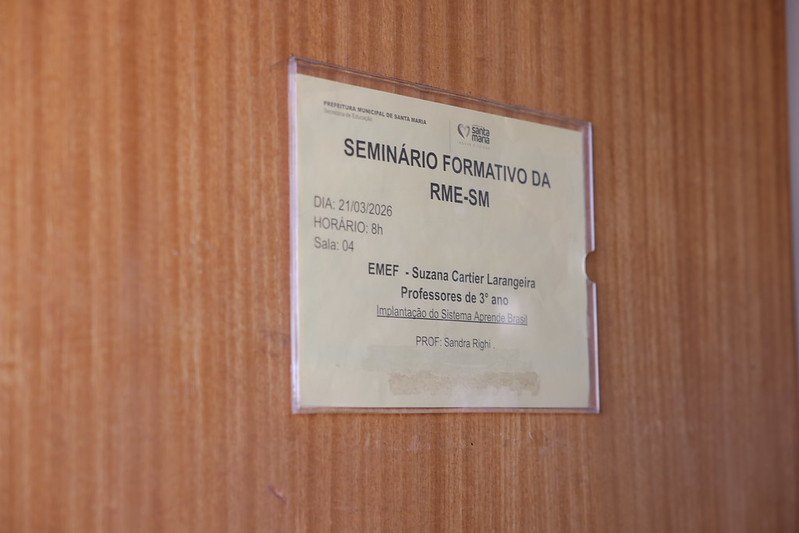 PREFEITURA MUNICIPAL DE SANTA MARIA
Secretaria de Educação
santa
maria
SEMINÁRIO FORMATIVO DA
RME-SM
DIA: 21/03/2026
HORÁRIO: 8h
Sala: 04
EMEF - Suzana Cartier Larangeira
Professores de 3º ano
Implantação do Sistema Aprende Brasil
PROF: Sandra Righi